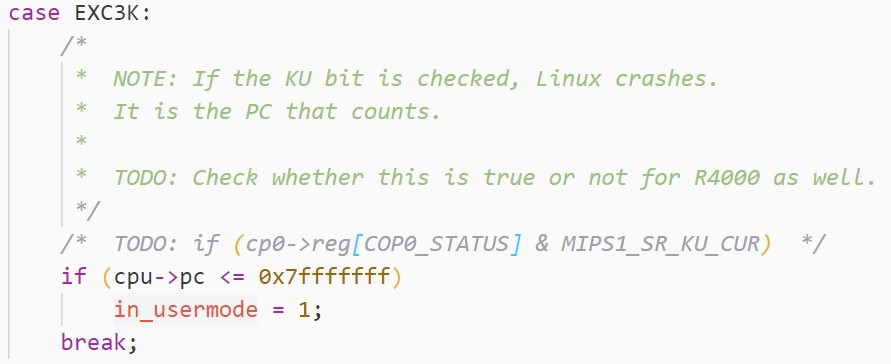 case EXC3K:
/*
*  NOTE: If the KU bit is checked, Linux crashes.
*  It is the PC that counts.
*
*  TODO: Check whether this is true or not for R4000 as well.
*/
/*  TODO: if (cp0->reg[COP0_STATUS] & MIPS1_SR_KU_CUR)  */
if (cpu->pc <= 0x7fffffff)
in_usermode = 1;
break;